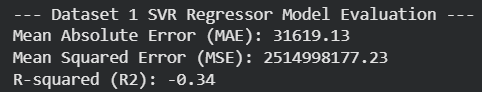 --- Dataset 1 SVR Regressor Model Evaluation ---
Mean Absolute Error (MAE): 31619.13
Mean Squared Error (MSE): 2514998177.23
R-squared (R2): -0.34